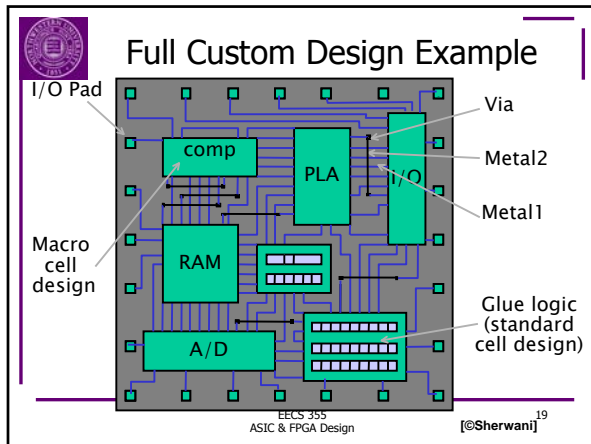 Full Custom Design Example
I/O Pad
Via
comp
PLA
I/O
Metal2
Metal1
Macro
cell
design
RAM
Glue logic
(standard
cell design)
A/D
EECS 355
ASIC & FPGA Design
[©Sherwani]
19